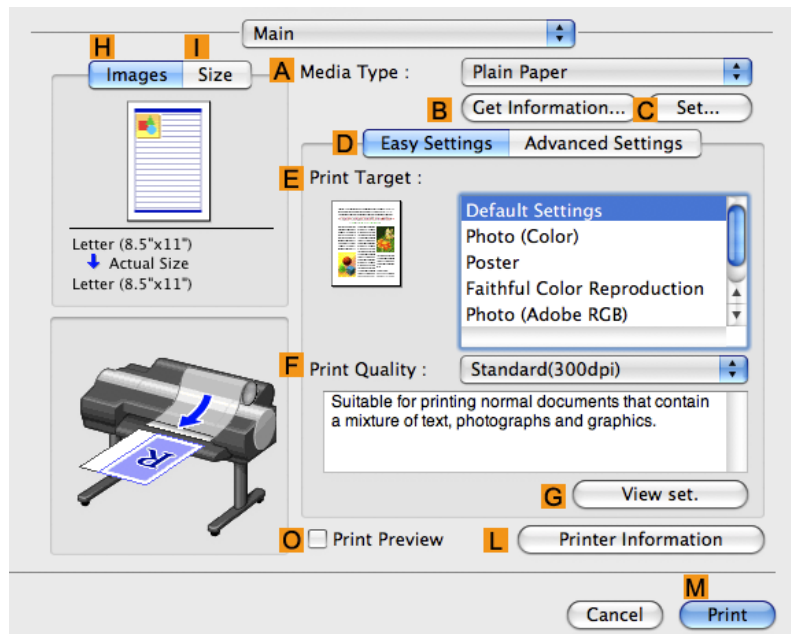 Main
H I
Images Size
A Media Type : Plain Paper
B Get Information... C Set...
D Easy Settings Advanced Settings
E Print Target :
Default Settings
Photo (Color)
Poster
Faithful Color Reproduction
Photo (Adobe RGB)
Letter (8.5"x11")
Actual Size
Letter (8.5"x11")
F Print Quality : Standard(300dpi)
Suitable for printing normal documents that contain
a mixture of text, photographs and graphics.
R
G View set.
O Print Preview L Printer Information
M
Cancel Print